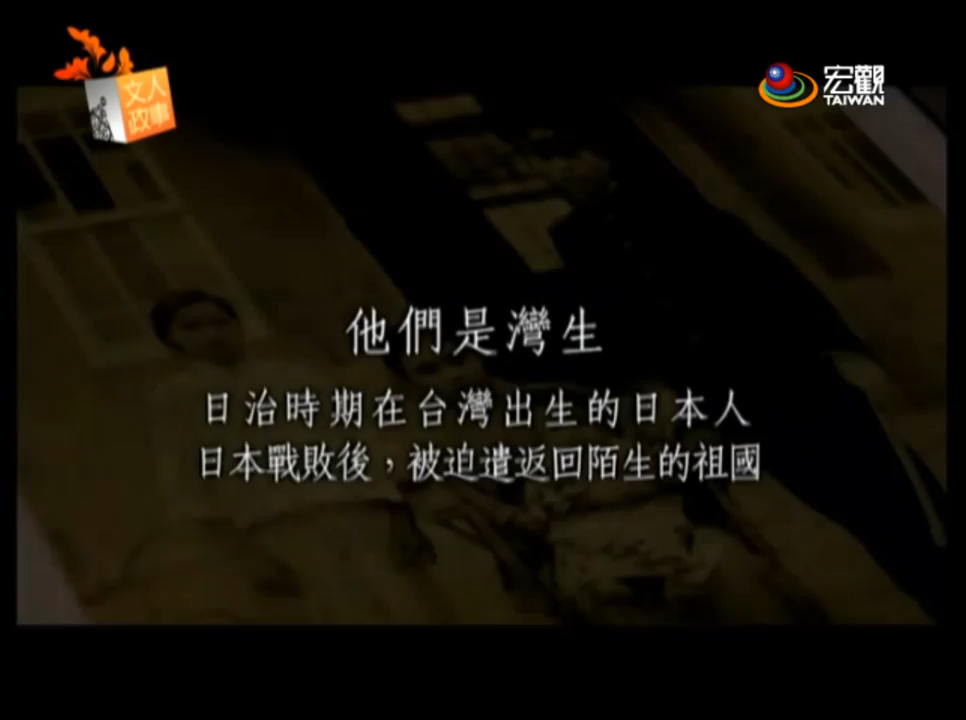 文人
政事
宏觀
TAIWAN
他們是灣生
日治時期在台灣出生的日本人
日本戰敗後，被迫遣返回陌生的祖國